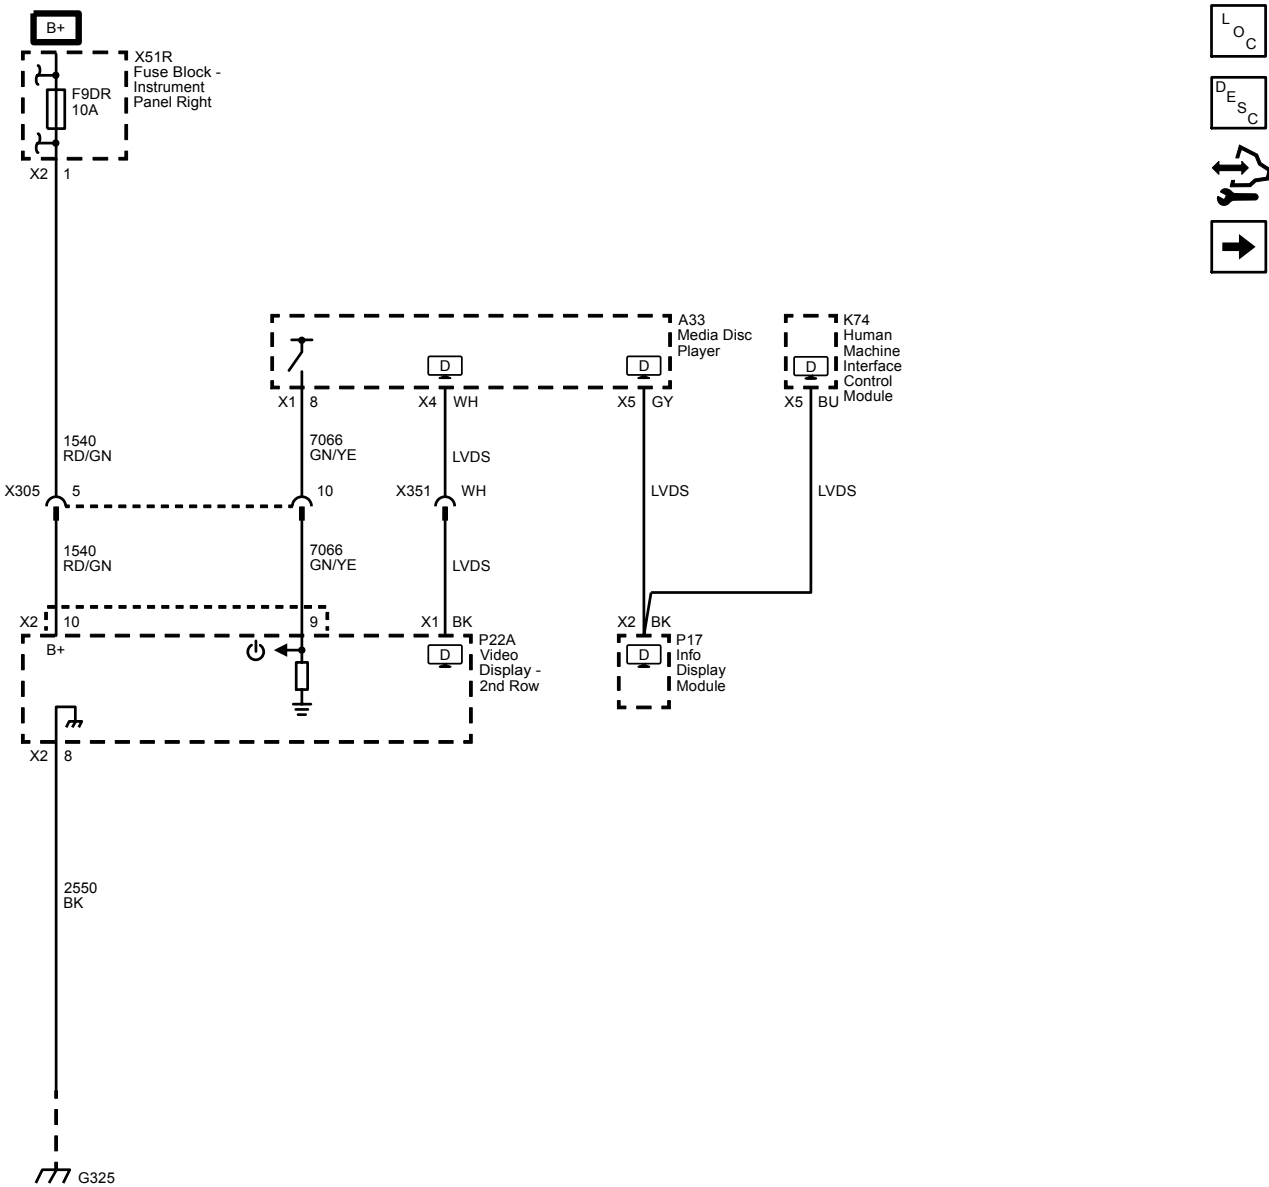 B+
L
O
C
X51R
Fuse Block -
Instrument
Panel Right
F9DR
10A
D
E
S
C
X2 1
A33
Media Disc
Player
K74
Human
Machine
Interface
Control
Module
D
D
D
X1 8
X4 WH
X5 GY
X5 BU
1540
RD/GN
7066
GN/YE
LVDS
X305 5
10
X351 WH
LVDS
LVDS
1540
RD/GN
7066
GN/YE
LVDS
X2 10
9
X1 BK
X2 BK
B+
D
P22A
Video
Display -
2nd Row
D
P17
Info
Display
Module
X2 8
2550
BK
G325